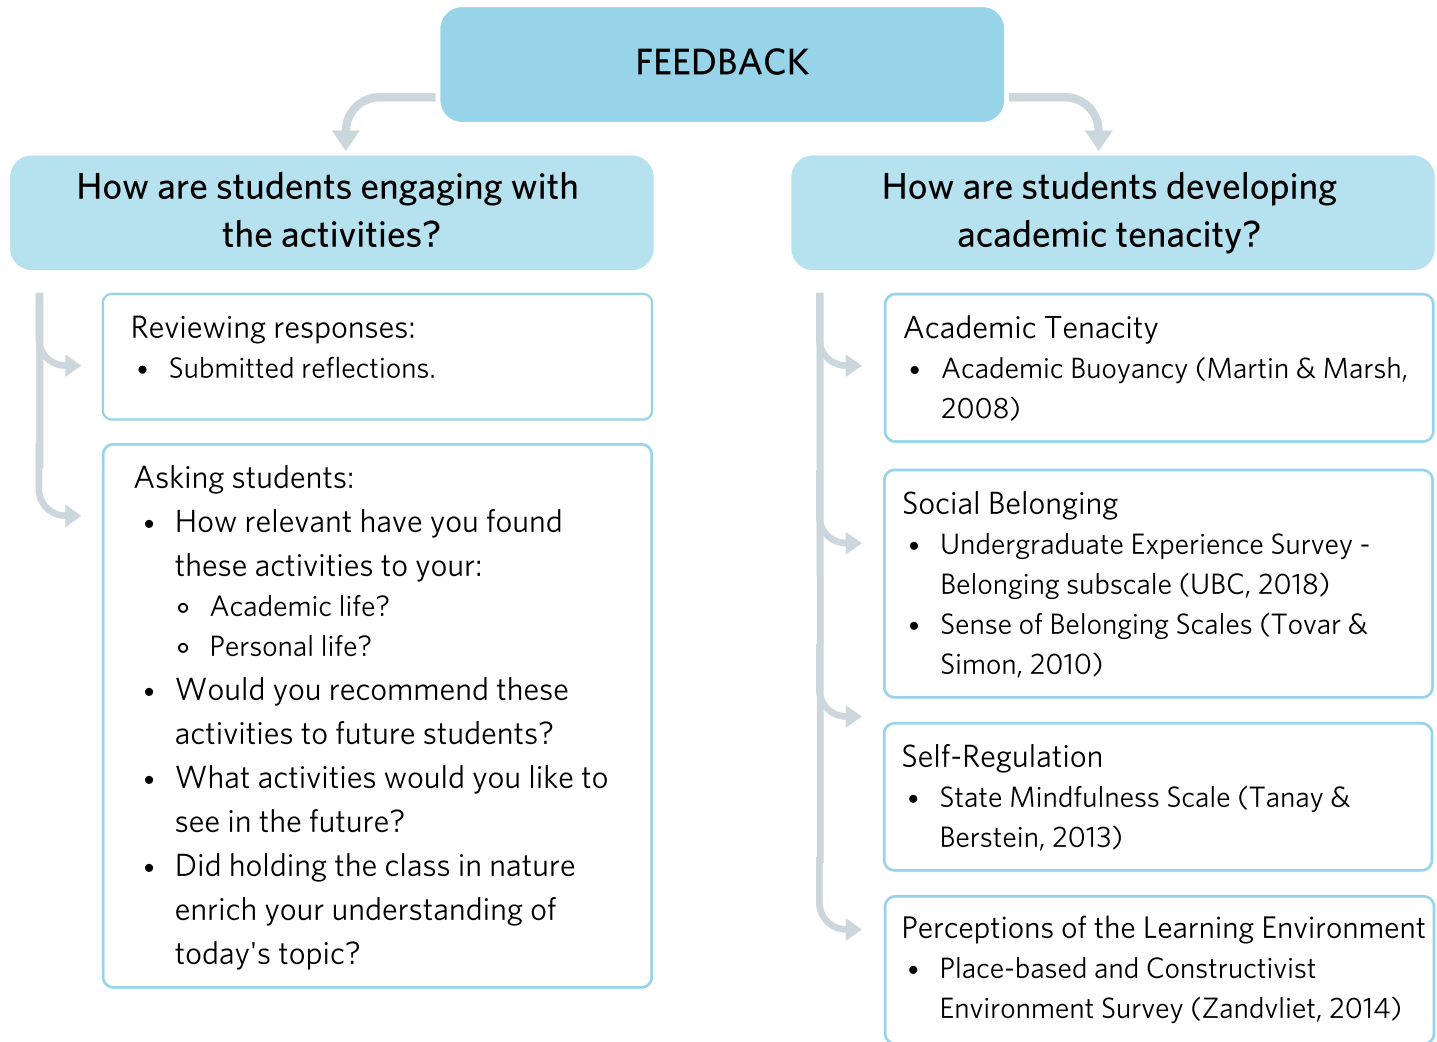 FEEDBACK
How are students engaging with
the activities?
Reviewing responses:
• Submitted reflections.
Asking students:
• How relevant have you found
these activities to your:
◦ Academic life?
◦ Personal life?
• Would you recommend these
activities to future students?
• What activities would you like to
see in the future?
• Did holding the class in nature
enrich your understanding of
today's topic?
How are students developing
academic tenacity?
Academic Tenacity
• Academic Buoyancy (Martin & Marsh,
2008)
Social Belonging
• Undergraduate Experience Survey -
Belonging subscale (UBC, 2018)
• Sense of Belonging Scales (Tovar &
Simon, 2010)
Self-Regulation
• State Mindfulness Scale (Tanay &
Berstein, 2013)
Perceptions of the Learning Environment
• Place-based and Constructivist
Environment Survey (Zandvliet, 2014)